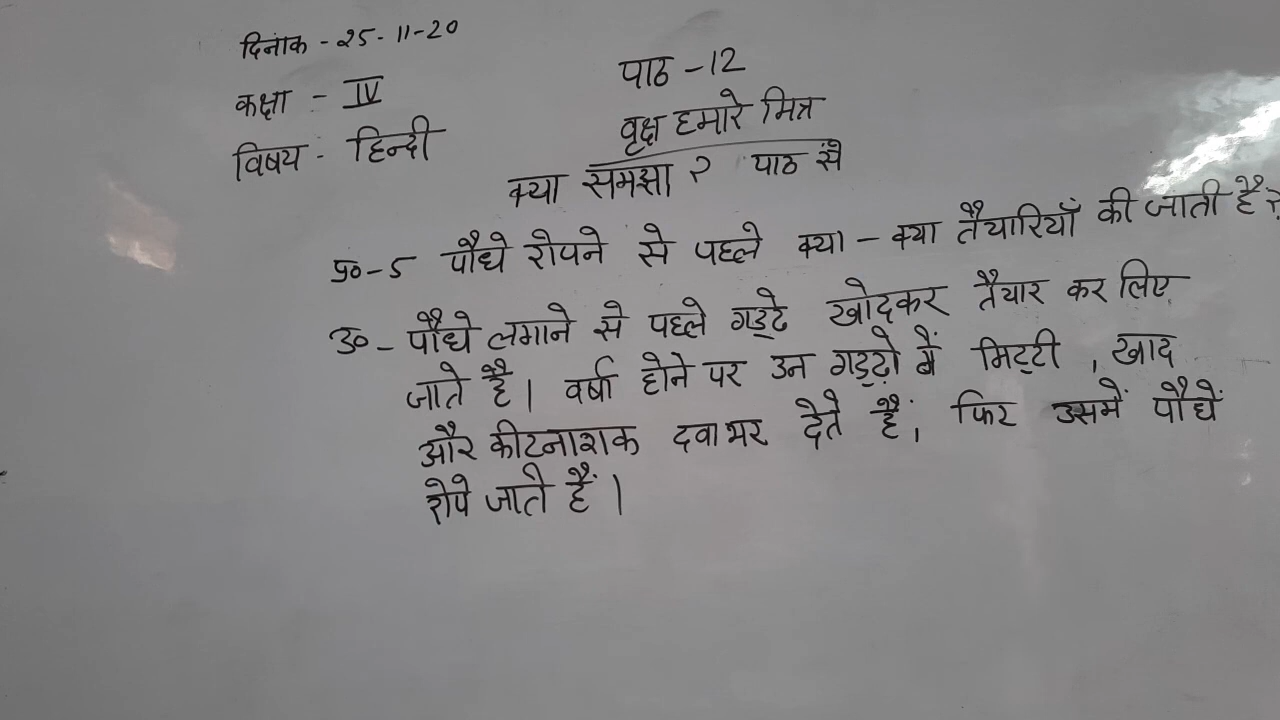 दिनाक - 25-11-20
कक्षा - IV
विषय - हिन्दी
पाठ - 12
वृक्ष हमारे मित्र
क्या समझा ? पाठ से
प्र०-5 पौधे रोपने से पहले क्या - क्या तैयारियाँ की जाती है ?
उ० - पौधे लगाने से पहले गड्ढे खोदकर तैयार कर लिए
जाते है । वर्षा होने पर उन गड्ढो में मिट्टी , खाद
और कीटनाशक दवा भर देते हैं, फिर उसमें पौधें
रोपे जाते हैं ।